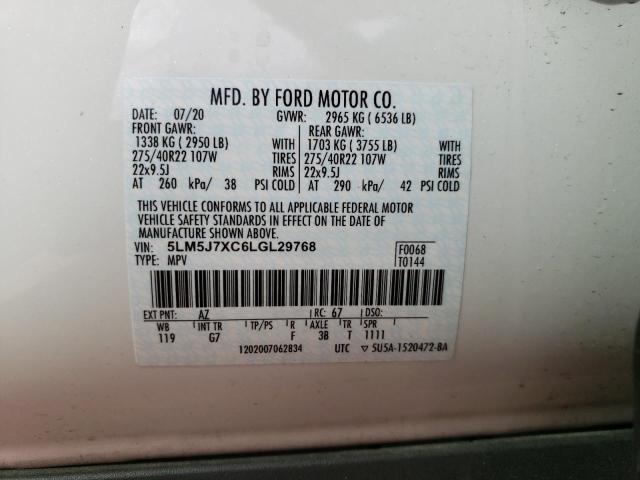 MFD. BY FORD MOTOR CO.
DATE: 07/20 GVWR: 2965 KG ( 6536 LB)
FRONT GAWR: REAR GAWR:
1338 KG ( 2950 LB) WITH 1703 KG ( 3755 LB) WITH
275/40R22 107W TIRES 275/40R22 107W TIRES
22x9.5J RIMS 22x9.5J RIMS
AT 260 kPa/ 38 PSI COLD AT 290 kPa/ 42 PSI COLD
THIS VEHICLE CONFORMS TO ALL APPLICABLE FEDERAL MOTOR
VEHICLE SAFETY STANDARDS IN EFFECT ON THE DATE OF
MANUFACTURE SHOWN ABOVE.
VIN: 5LM5J7XC6LGL29768 F0068
TYPE: MPV T0144
EXT PNT: AZ RC: 67 DSO:
WB INT TR TP/PS R AXLE TR SPR
119 G7 F 3B T 1111
1202007062834 UTC ▽ 5U5A-1520472-BA